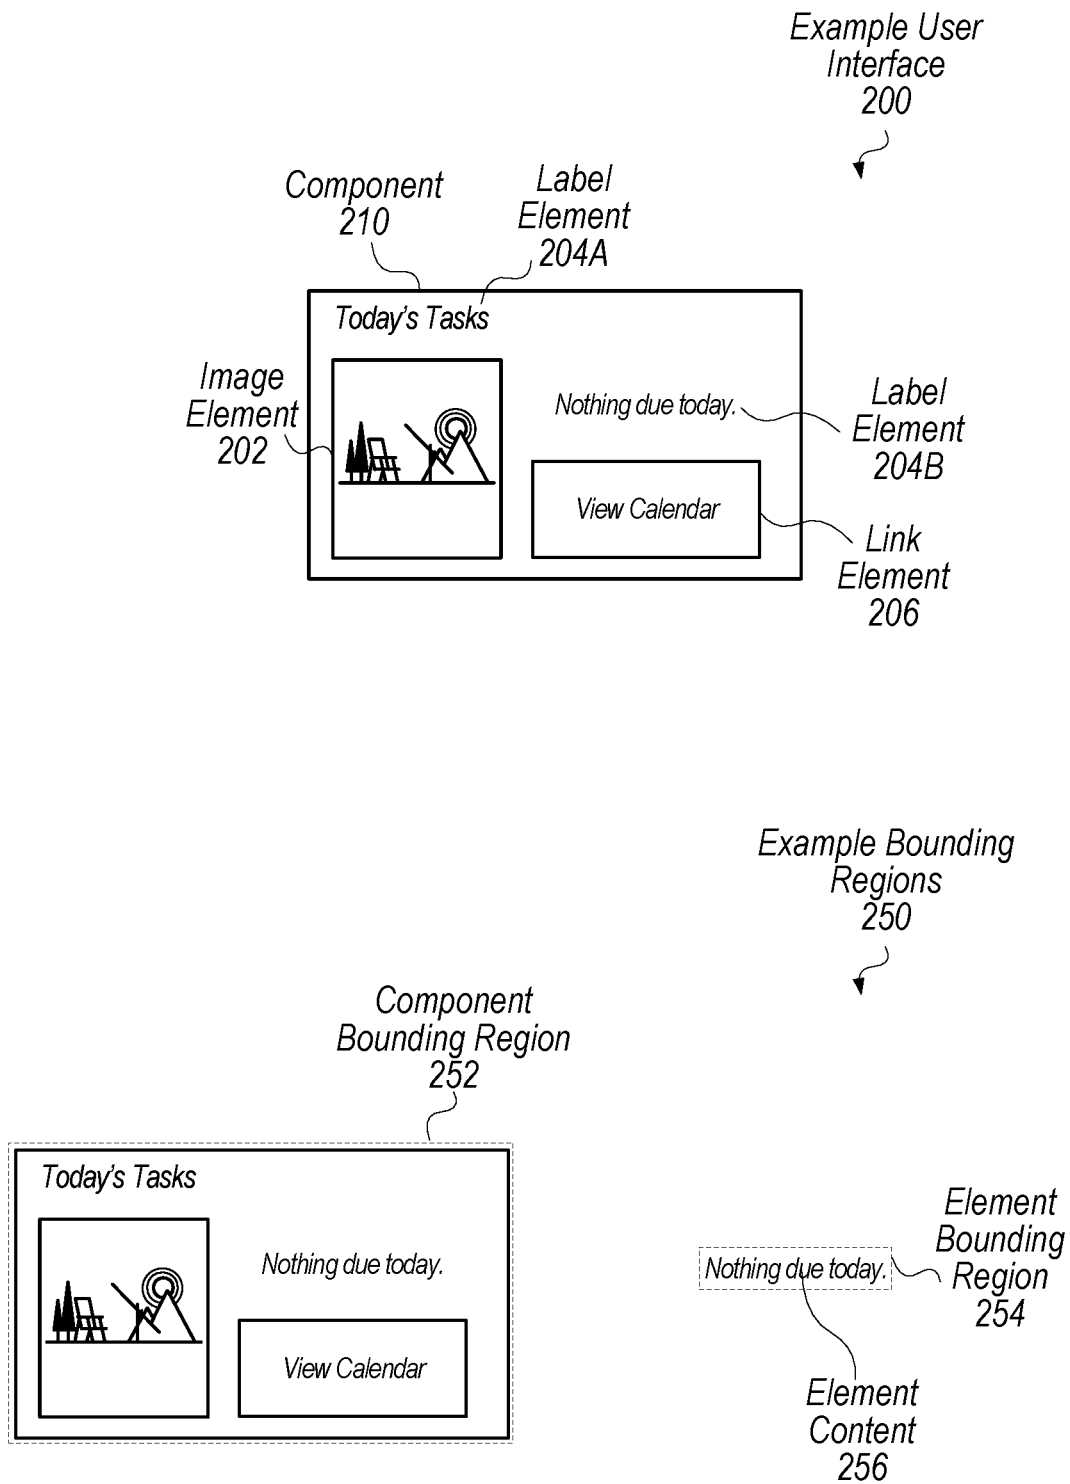 Example User
Interface
200
Component
210
Label
Element
204A
Today's Tasks
Image
Element
202
Nothing due today.
Label
Element
204B
View Calendar
Link
Element
206
Example Bounding
Regions
250
Component
Bounding Region
252
Today's Tasks
Nothing due today.
View Calendar
Nothing due today.
Element
Bounding
Region
254
Element
Content
256